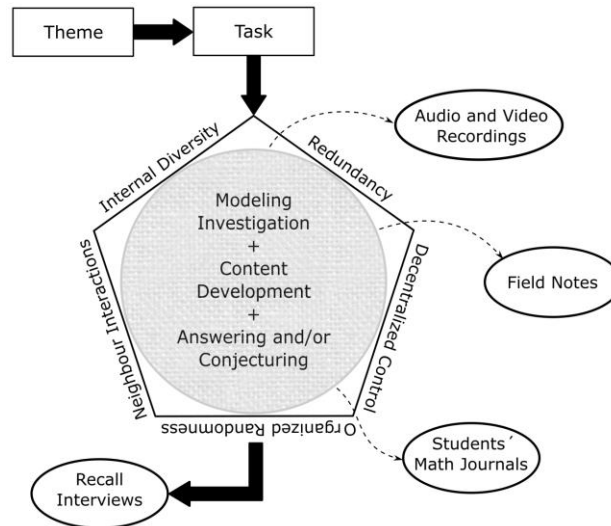 Theme
Task
Internal Diversity
Redundancy
Audio and Video
Recordings
Modeling
Investigation
+
Content
Development
+
Answering and/or
Conjecturing
Neighbour Interactions
Decentralized Control
Field Notes
Organized Randomness
Students´
Math Journals
Recall
Interviews